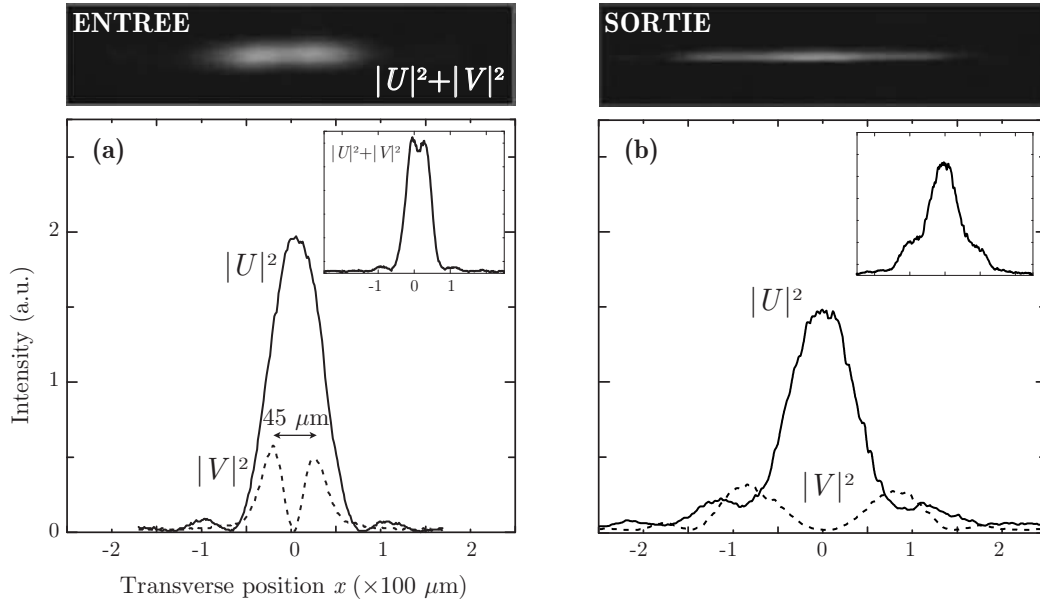 ENTREE
|U|²+|V|²
SORTIE
(a)
|U|²+|V|²
-1
0
1
|U|²
45 μm
|V|²
2
1
0
Intensity (a.u.)
-2
-1
0
1
2
Transverse position x (×100 μm)
(b)
|U|²
|V|²
-2
-1
0
1
2